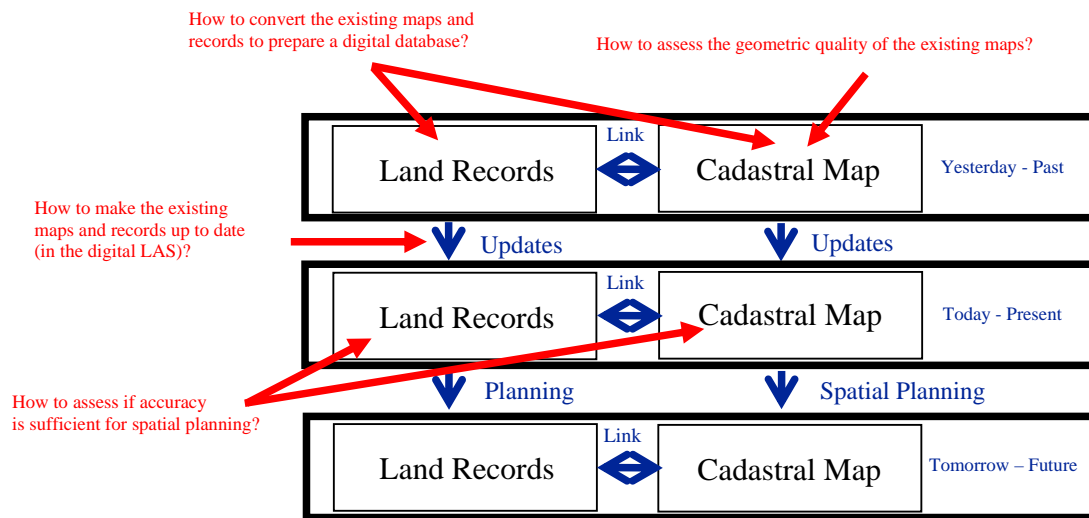 How to convert the existing maps and
records to prepare a digital database?
How to assess the geometric quality of the existing maps?
Land Records
Link
Cadastral Map
Yesterday - Past
How to make the existing
maps and records up to date
(in the digital LAS)?
Updates
Updates
Land Records
Link
Cadastral Map
Today - Present
How to assess if accuracy
is sufficient for spatial planning?
Planning
Spatial Planning
Land Records
Link
Cadastral Map
Tomorrow – Future